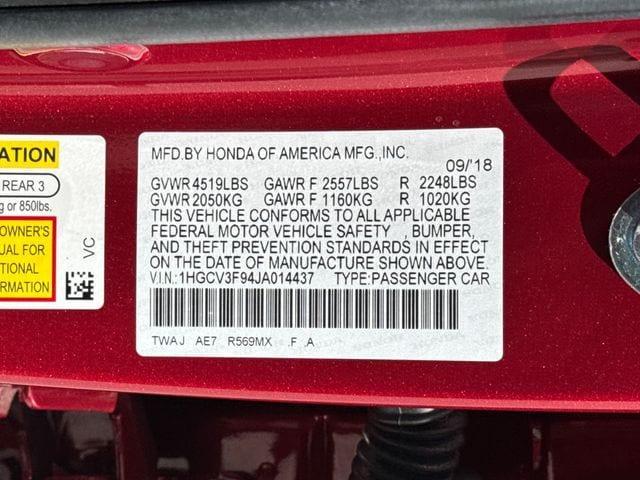 ATION
REAR 3
g or 850lbs.
OWNER'S
NUAL FOR
ITIONAL
MATION
VC
MFD.BY HONDA OF AMERICA MFG.,INC.
09/'18
GVWR 4519LBS GAWR F 2557LBS R 2248LBS
GVWR 2050KG GAWR F 1160KG R 1020KG
THIS VEHICLE CONFORMS TO ALL APPLICABLE
FEDERAL MOTOR VEHICLE SAFETY , BUMPER,
AND THEFT PREVENTION STANDARDS IN EFFECT
ON THE DATE OF MANUFACTURE SHOWN ABOVE.
V.I.N.:1HGCV3F94JA014437 TYPE:PASSENGER CAR
TWAJ AE7 R569MX .F .A